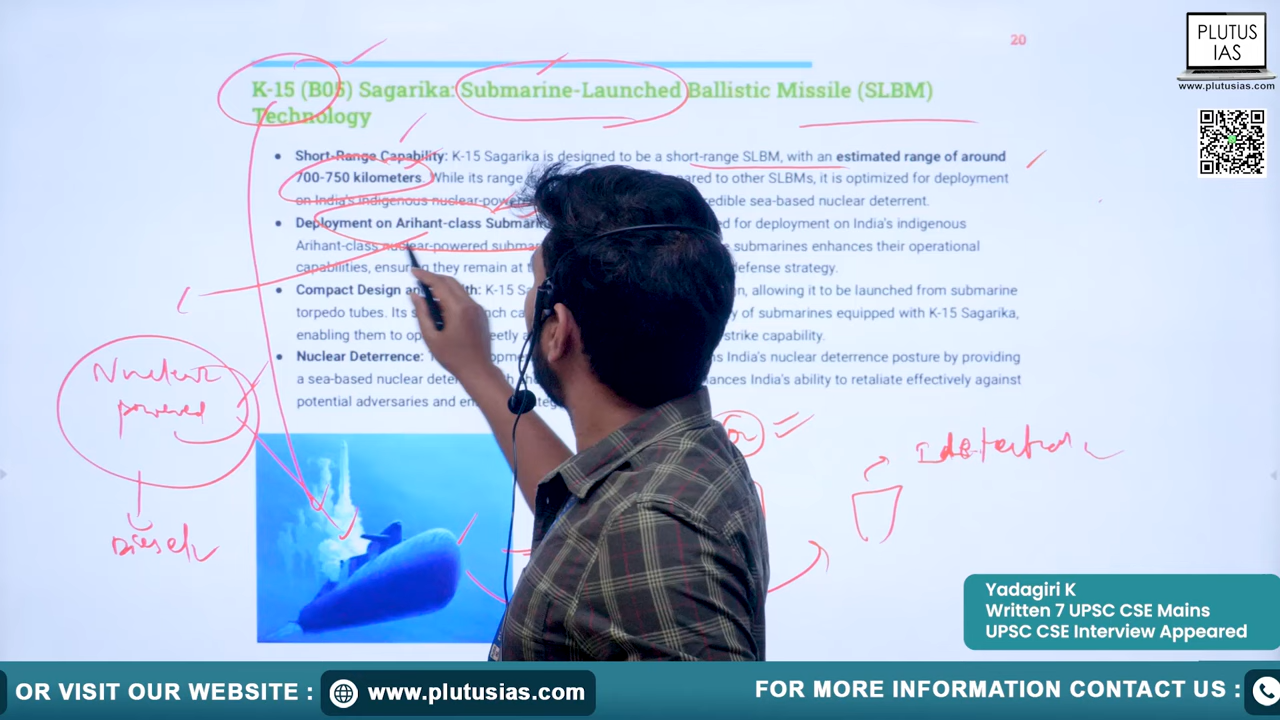 20
PLUTUS
IAS
www.plutusias.com
K-15 (B05) Sagarika: Submarine-Launched Ballistic Missile (SLBM)
Technology
• Short-Range Capability: K-15 Sagarika is designed to be a short-range SLBM, with an estimated range of around
700-750 kilometers. While its range to other SLBMs, it is optimized for deployment
on India's indigenous credible sea-based nuclear deterrent.
• Deployment on Arihant-class for deployment on India's indigenous
Arihant-class nuclear-powered submarines enhances their operational
capabilities, ensuring they remain at defense strategy.
• Compact Design K-15 allowing it to be launched from submarine
torpedo tubes. Its of submarines equipped with K-15 Sagarika,
enabling them to strike capability.
• Nuclear Deterrence: India's nuclear deterrence posture by providing
a sea-based nuclear India's ability to retaliate effectively against
potential adversaries and
Nuclear
powered
Diesel
Yadagiri K
Written 7 UPSC CSE Mains
UPSC CSE Interview Appeared
OR VISIT OUR WEBSITE : www.plutusias.com FOR MORE INFORMATION CONTACT US :